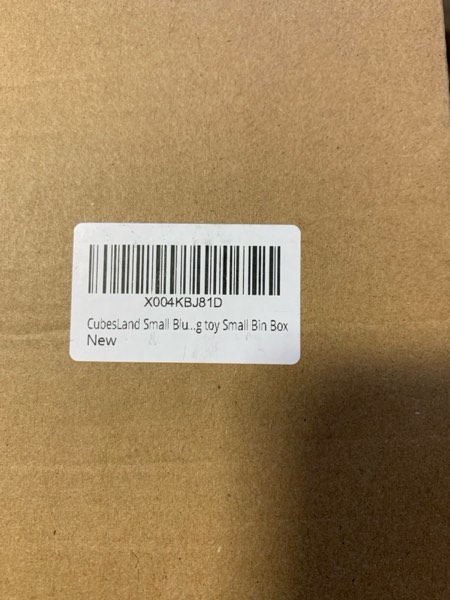 X004KBJ81D
CubesLand Small Blu...g toy Small Bin Box
New